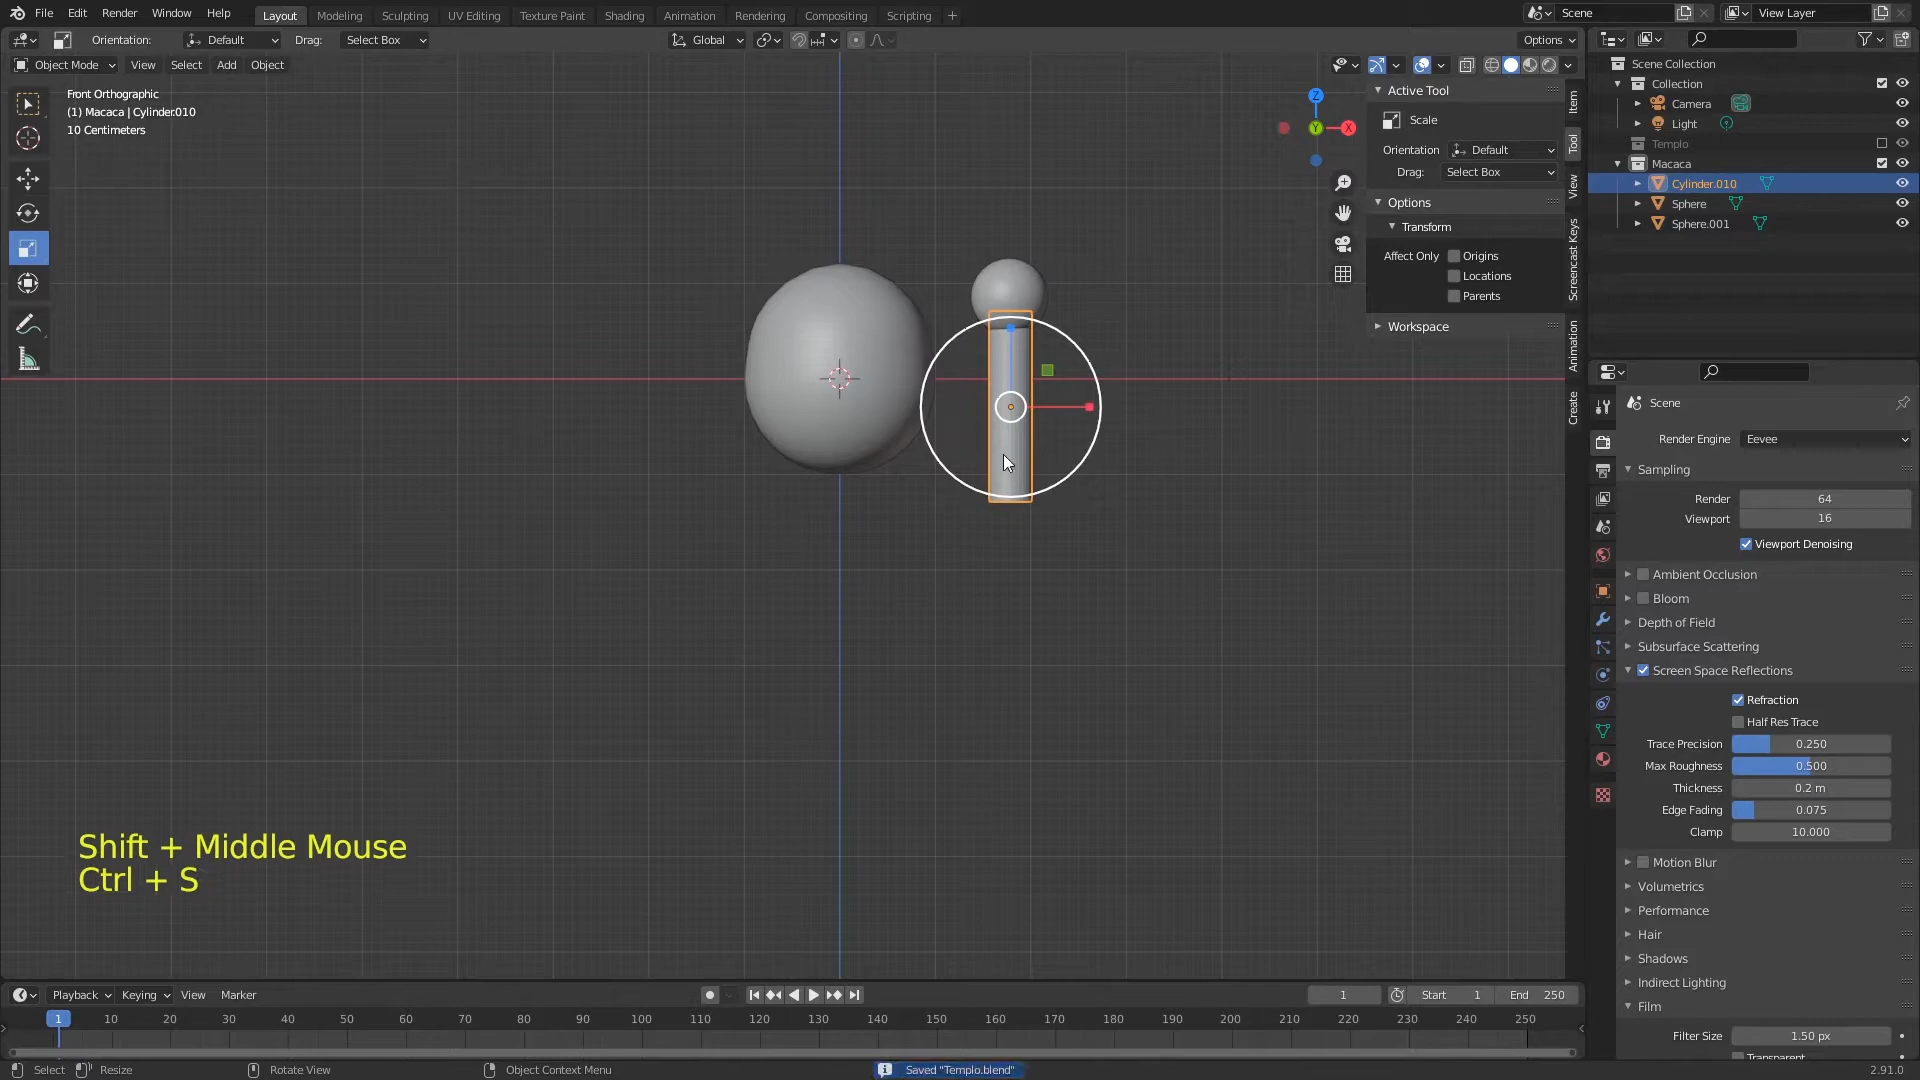 File Edit Render Window Help Layout Modeling Sculpting UV Editing Texture Paint Shading Animation Rendering Compositing Scripting + Scene View Layer
Orientation: Default Drag: Select Box Global Options
Object Mode View Select Add Object
Front Orthographic
(1) Macaca | Cylinder.010
10 Centimeters
Z
Y
X
Active Tool
Scale
Orientation Default
Drag: Select Box
Options
Transform
Affect Only Origins
Locations
Parents
Workspace
Item
Tool
View
Screencast Keys
Animation
Create
Scene Collection
Collection
Camera
Light
Templo
Macaca
Cylinder.010
Sphere
Sphere.001
Scene
Render Engine Eevee
Sampling
Render 64
Viewport 16
Viewport Denoising
Ambient Occlusion
Bloom
Depth of Field
Subsurface Scattering
Screen Space Reflections
Refraction
Half Res Trace
Trace Precision 0.250
Max Roughness 0.500
Thickness 0.2 m
Edge Fading 0.075
Clamp 10.000
Motion Blur
Volumetrics
Performance
Hair
Shadows
Indirect Lighting
Film
Filter Size 1.50 px
Transparent
Shift + Middle Mouse
Ctrl + S
Playback Keying View Marker 1 Start 1 End 250
1 10 20 30 40 50 60 70 80 90 100 110 120 130 140 150 160 170 180 190 200 210 220 230 240 250
Select Resize Rotate View Object Context Menu Saved "Templo.blend" 2.91.0